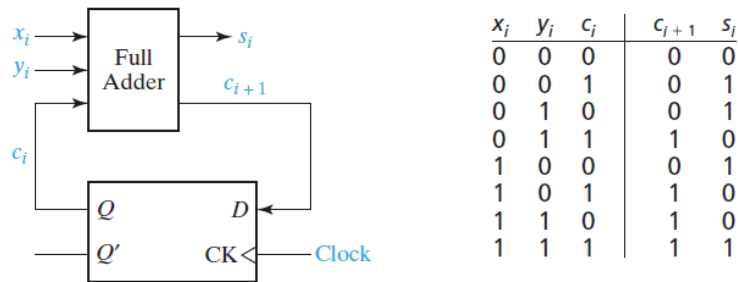 xᵢ
sᵢ
Full
Adder
yᵢ
cᵢ₊₁
cᵢ
Q
D
Q′
CK
Clock
xᵢ yᵢ cᵢ cᵢ₊₁ sᵢ
0 0 0 0 0
0 0 1 0 1
0 1 0 0 1
0 1 1 1 0
1 0 0 0 1
1 0 1 1 0
1 1 0 1 0
1 1 1 1 1